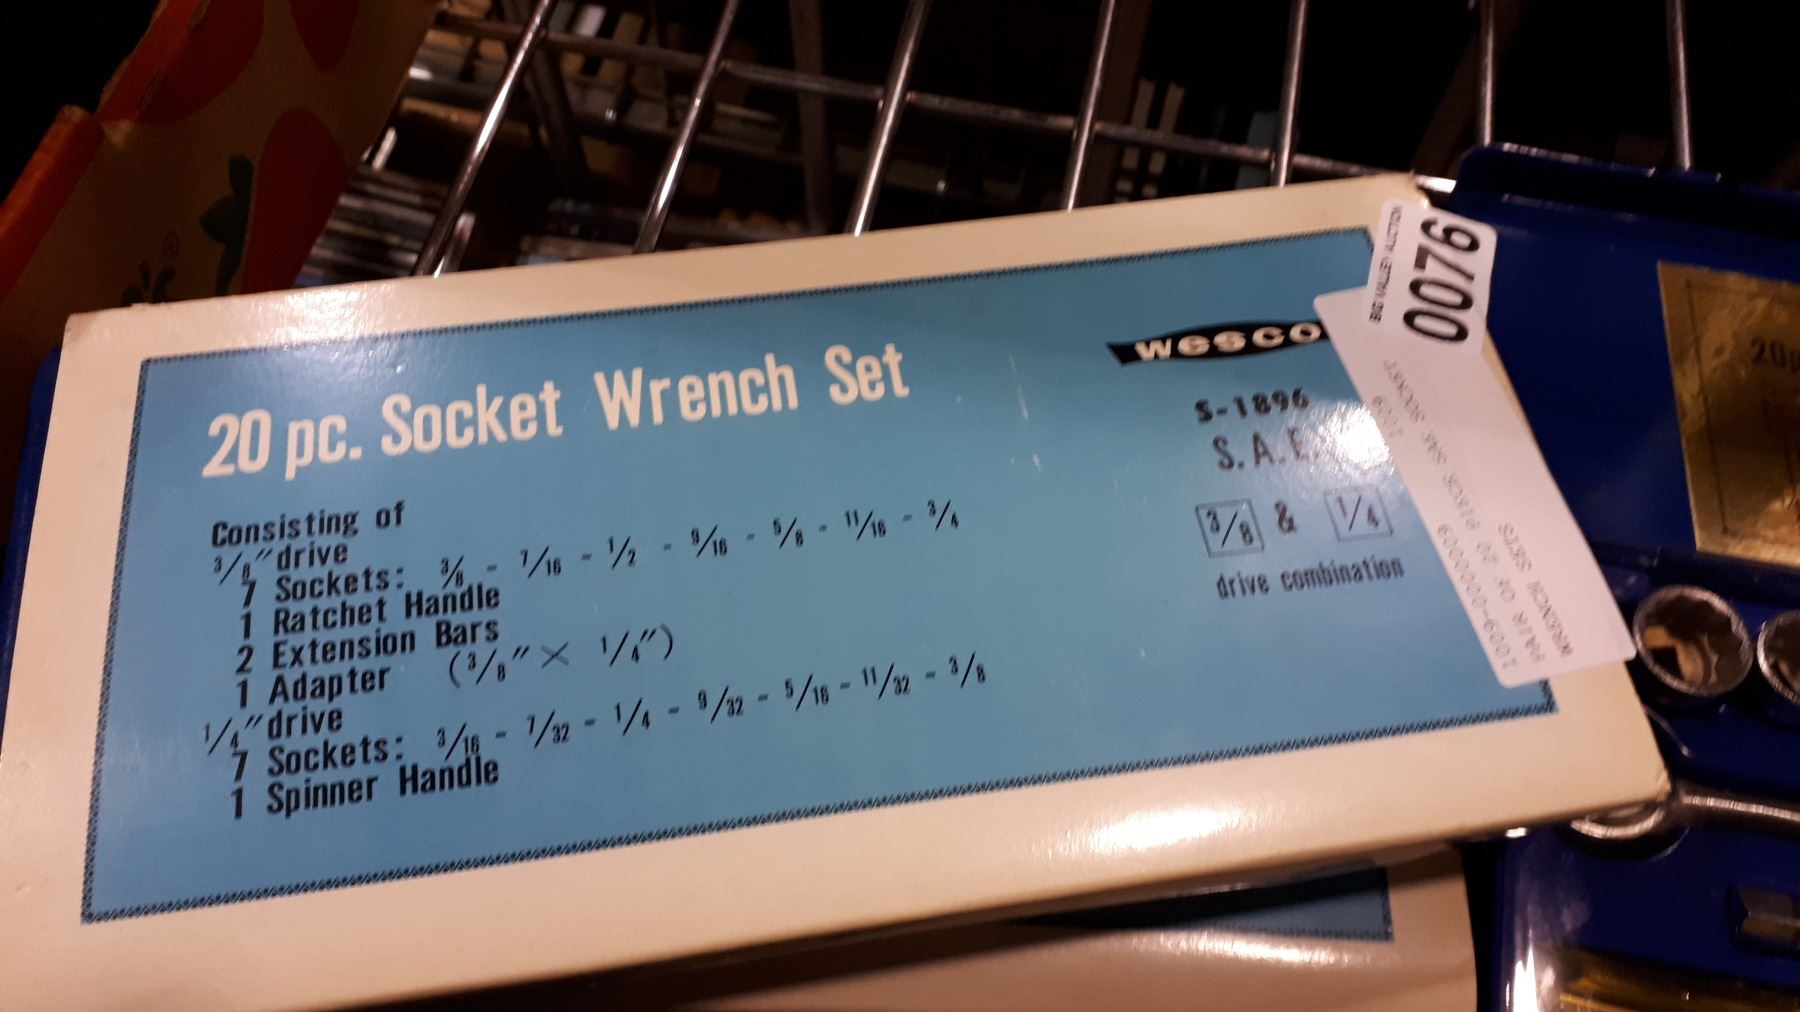 20 pc. Socket Wrench Set
Consisting of
3/8" drive
7 Sockets: 3/8 - 7/16 - 1/2 - 9/16 - 5/8 - 11/16 - 3/4
1 Ratchet Handle
2 Extension Bars
1 Adapter (3/8" × 1/4")
1/4" drive
7 Sockets: 3/16 - 7/32 - 1/4 - 9/32 - 5/16 - 11/32 - 3/8
1 Spinner Handle
wesco
S-1896
S.A.E.
3/8 & 1/4
drive combination
BIG VALLEY AUCTION
0076
1009
1009-000009
PAIR OF 20 PIECE SAE SOCKET
WRENCH SETS
®